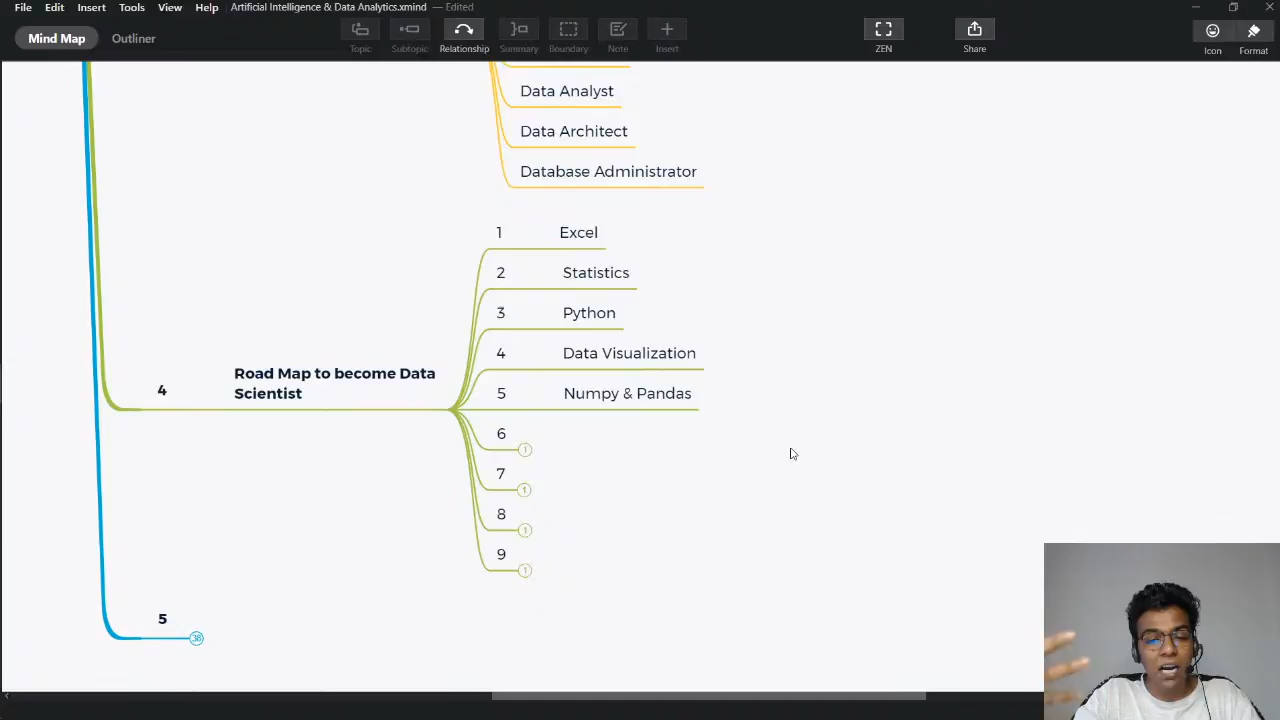 File Edit Insert Tools View Help Artificial Intelligence & Data Analytics.xmind — Edited
Mind Map Outliner
Topic Subtopic Relationship Summary Boundary Note Insert ZEN Share Icon Format
Data Analyst
Data Architect
Database Administrator
1 Excel
2 Statistics
3 Python
4 Data Visualization
4 Road Map to become Data
Scientist
5 Numpy & Pandas
6 1
7 1
8 1
9 1
5 38